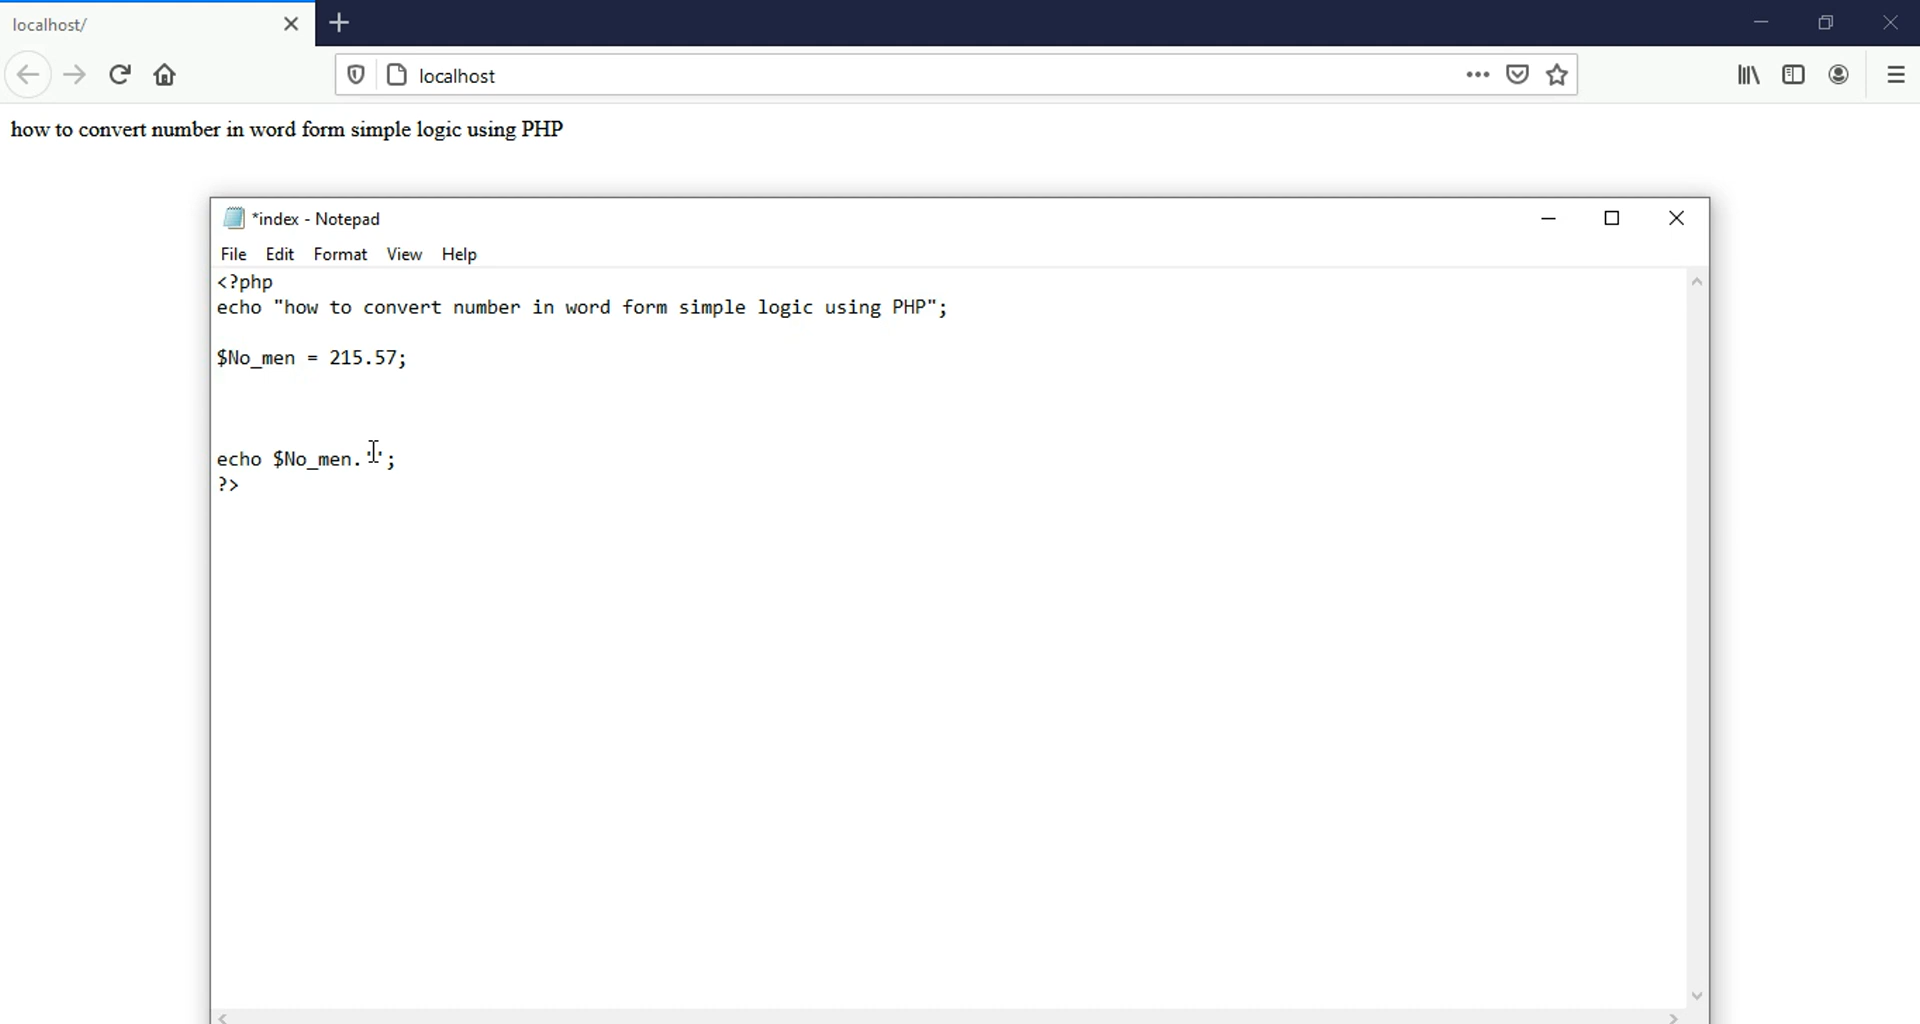 localhost/
localhost
how to convert number in word form simple logic using PHP
*index - Notepad
File Edit Format View Help
<?php
echo "how to convert number in word form simple logic using PHP";
$No_men = 215.57;
echo $No_men.'';
?>